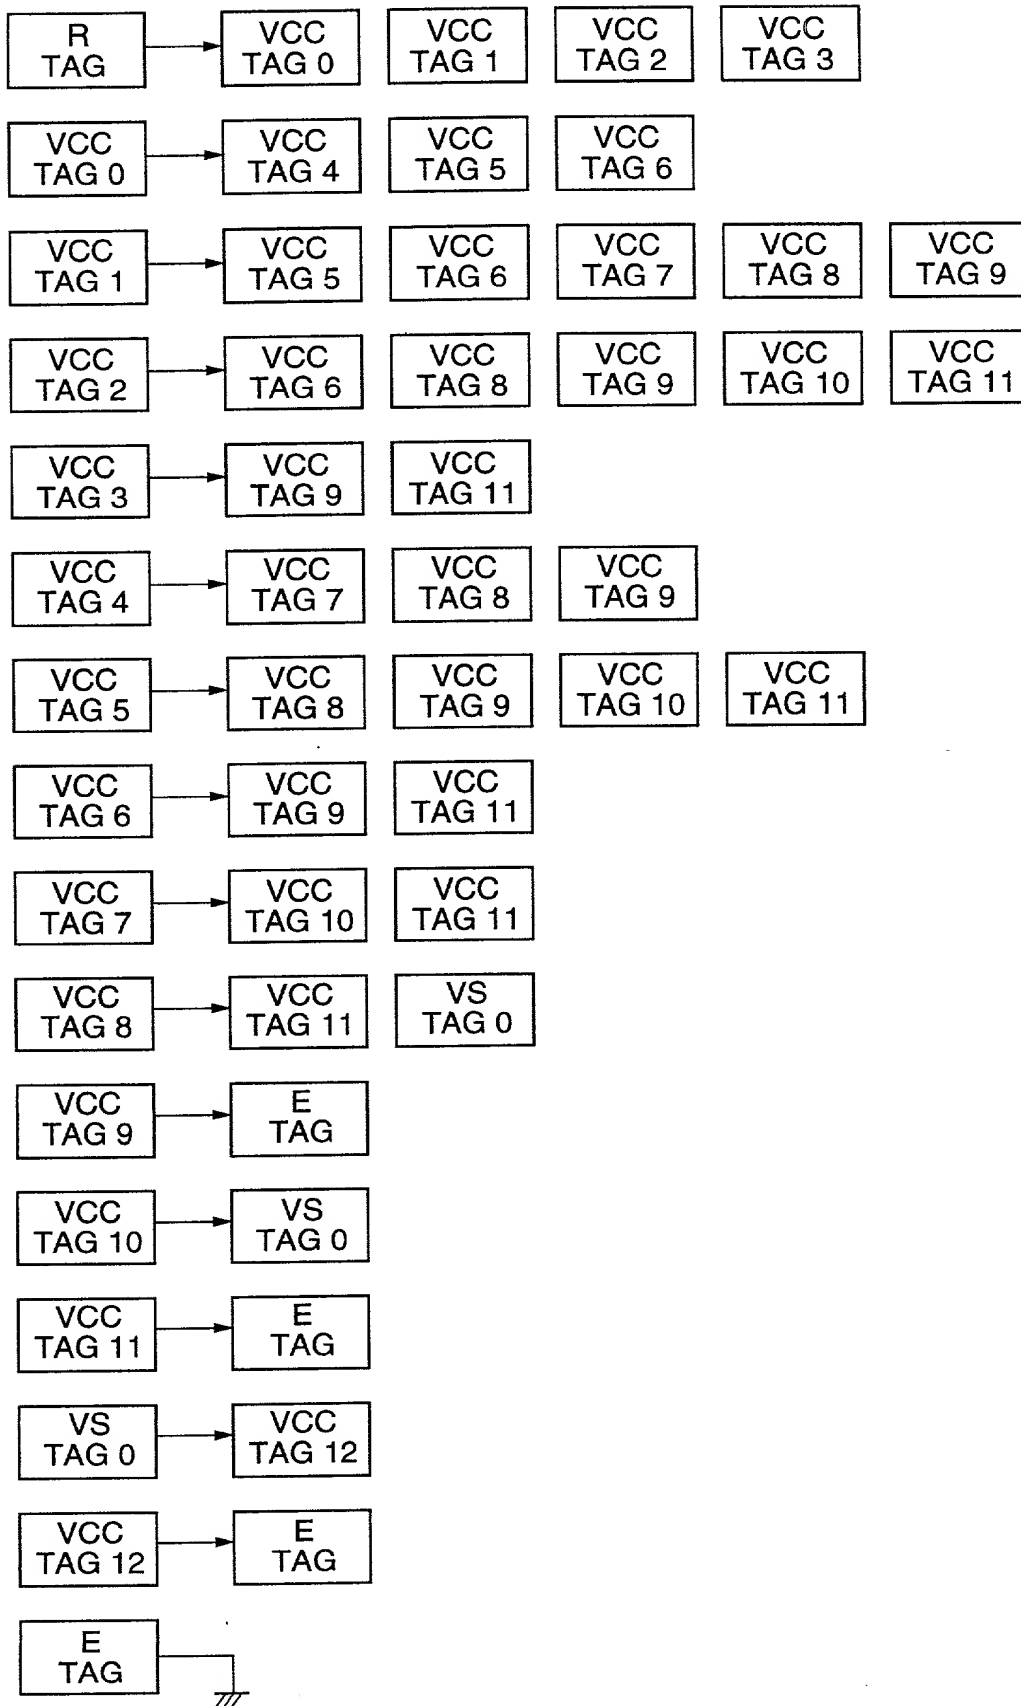 R
TAG
VCC
TAG 0
VCC
TAG 1
VCC
TAG 2
VCC
TAG 3
VCC
TAG 0
VCC
TAG 4
VCC
TAG 5
VCC
TAG 6
VCC
TAG 1
VCC
TAG 5
VCC
TAG 6
VCC
TAG 7
VCC
TAG 8
VCC
TAG 9
VCC
TAG 2
VCC
TAG 6
VCC
TAG 8
VCC
TAG 9
VCC
TAG 10
VCC
TAG 11
VCC
TAG 3
VCC
TAG 9
VCC
TAG 11
VCC
TAG 4
VCC
TAG 7
VCC
TAG 8
VCC
TAG 9
VCC
TAG 5
VCC
TAG 8
VCC
TAG 9
VCC
TAG 10
VCC
TAG 11
VCC
TAG 6
VCC
TAG 9
VCC
TAG 11
VCC
TAG 7
VCC
TAG 10
VCC
TAG 11
VCC
TAG 8
VCC
TAG 11
VS
TAG 0
VCC
TAG 9
E
TAG
VCC
TAG 10
VS
TAG 0
VCC
TAG 11
E
TAG
VS
TAG 0
VCC
TAG 12
VCC
TAG 12
E
TAG
E
TAG